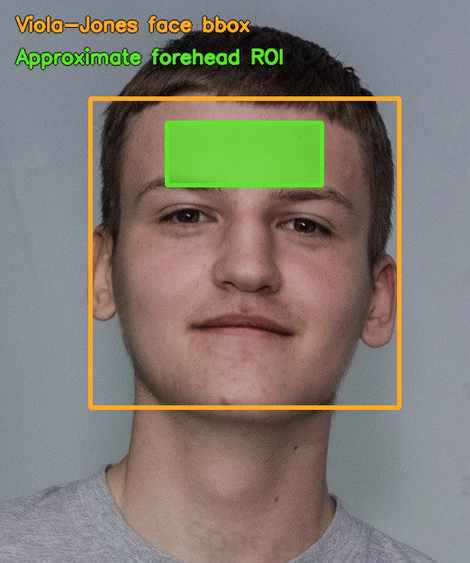 Viola-Jones face bbox
Approximate forehead ROI